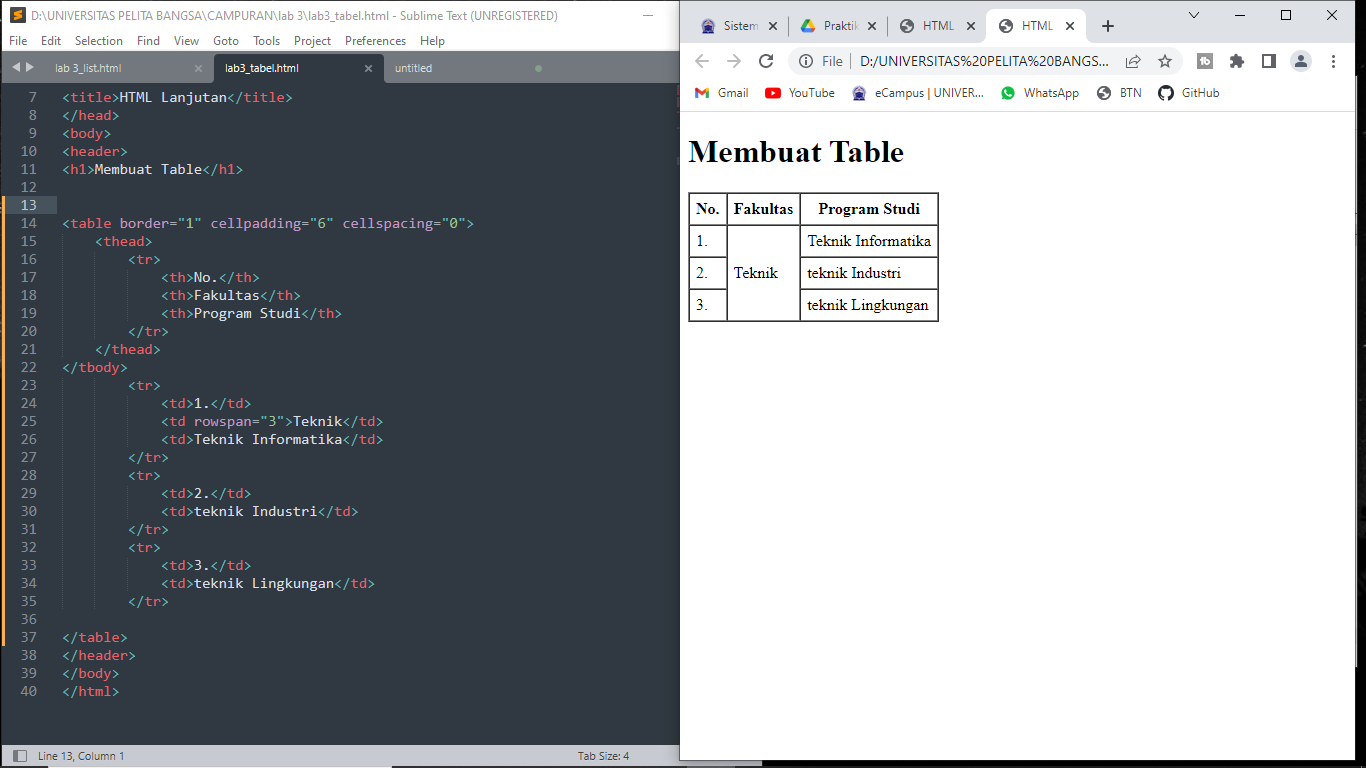 D:\UNIVERSITAS PELITA BANGSA\CAMPURAN\lab 3\lab3_tabel.html - Sublime Text (UNREGISTERED)
File Edit Selection Find View Goto Tools Project Preferences Help
lab 3_list.html lab3_tabel.html untitled
7 <title>HTML Lanjutan</title>
8 </head>
9 <body>
10 <header>
11 <h1>Membuat Table</h1>
12
13
14 <table border="1" cellpadding="6" cellspacing="0">
15 <thead>
16 <tr>
17 <th>No.</th>
18 <th>Fakultas</th>
19 <th>Program Studi</th>
20 </tr>
21 </thead>
22 </tbody>
23 <tr>
24 <td>1.</td>
25 <td rowspan="3">Teknik</td>
26 <td>Teknik Informatika</td>
27 </tr>
28 <tr>
29 <td>2.</td>
30 <td>teknik Industri</td>
31 </tr>
32 <tr>
33 <td>3.</td>
34 <td>teknik Lingkungan</td>
35 </tr>
36
37 </table>
38 </header>
39 </body>
40 </html>
Line 13, Column 1 Tab Size: 4
Sistem Praktik HTML HTML
File D:/UNIVERSITAS%20PELITA%20BANGS...
Gmail YouTube eCampus | UNIVER... WhatsApp BTN GitHub
Membuat Table
No. Fakultas Program Studi
1. Teknik Teknik Informatika
2. teknik Industri
3. teknik Lingkungan